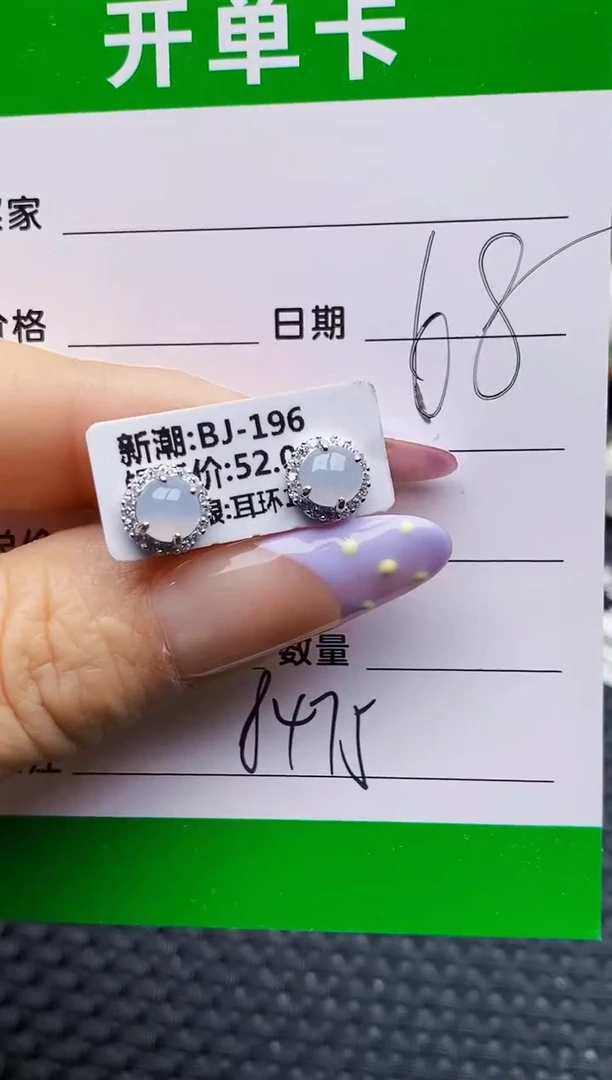 开单卡
家
格
日期
68
新潮:BJ-196
价:52.0
银:耳环
数量
8475